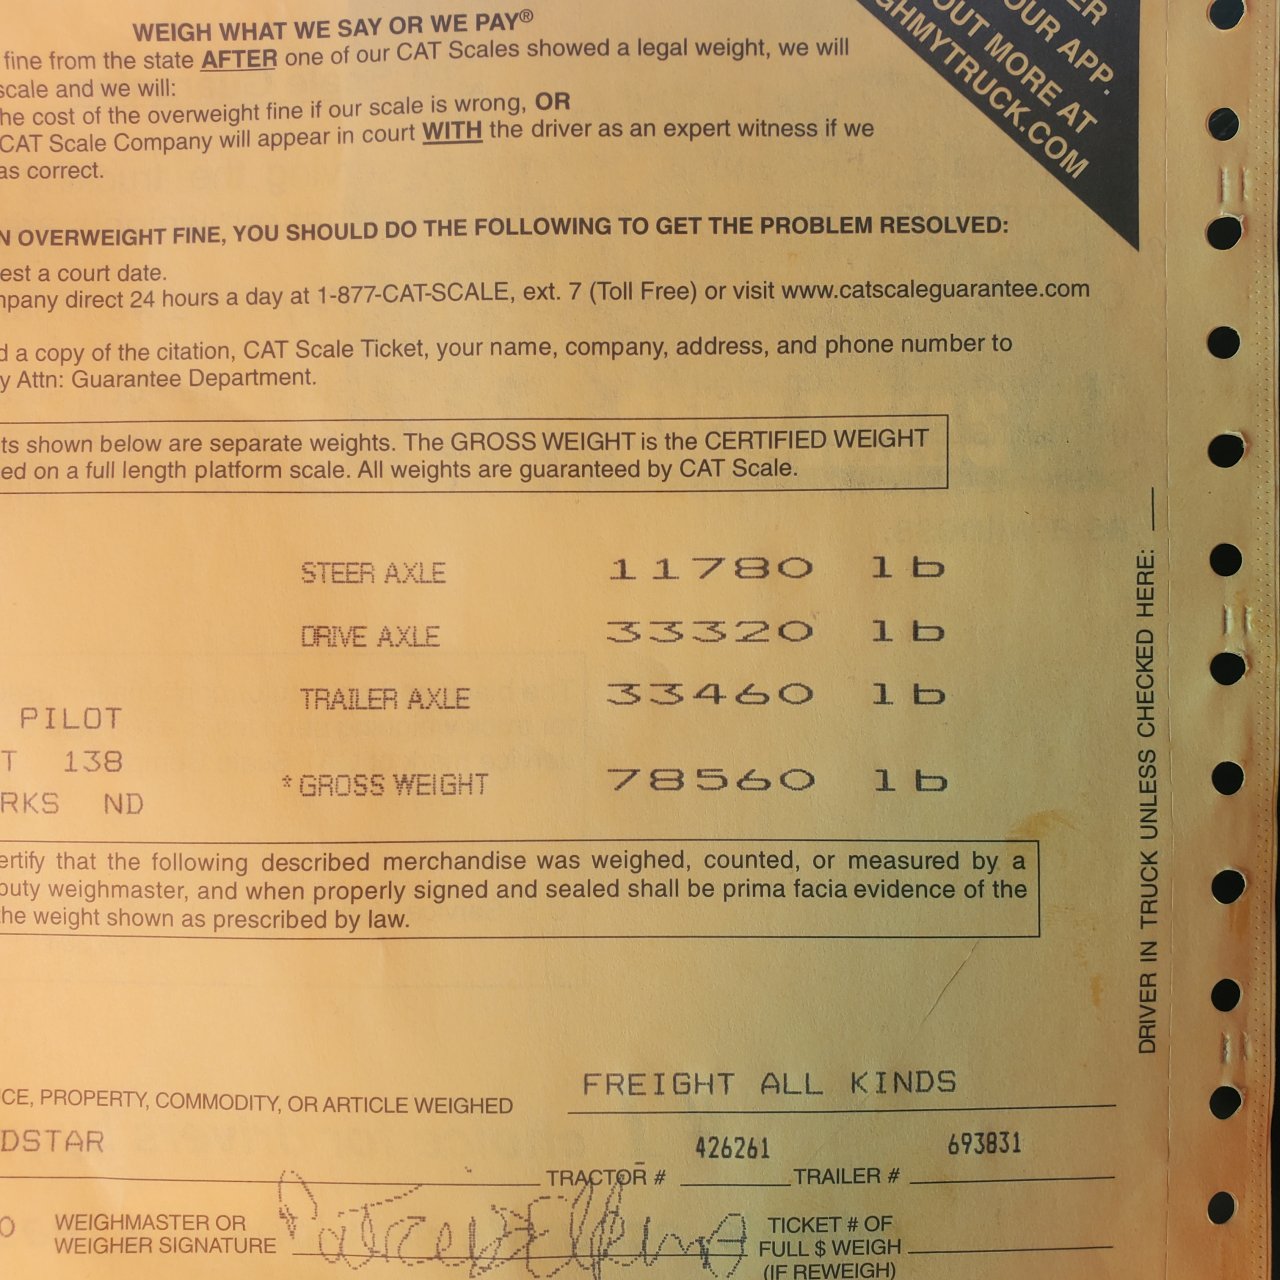 WEIGH WHAT WE SAY OR WE PAY®
fine from the state AFTER one of our CAT Scales showed a legal weight, we will
scale and we will:
he cost of the overweight fine if our scale is wrong, OR
CAT Scale Company will appear in court WITH the driver as an expert witness if we
as correct.
ER
OUR APP.
OUT MORE AT
GHMYTRUCK.COM
N OVERWEIGHT FINE, YOU SHOULD DO THE FOLLOWING TO GET THE PROBLEM RESOLVED:
est a court date.
mpany direct 24 hours a day at 1-877-CAT-SCALE, ext. 7 (Toll Free) or visit www.catscaleguarantee.com
d a copy of the citation, CAT Scale Ticket, your name, company, address, and phone number to
y Attn: Guarantee Department.
ts shown below are separate weights. The GROSS WEIGHT is the CERTIFIED WEIGHT
ed on a full length platform scale. All weights are guaranteed by CAT Scale.
STEER AXLE 11780 lb
DRIVE AXLE 33320 lb
TRAILER AXLE 33460 lb
PILOT
T 138
* GROSS WEIGHT 78560 lb
RKS ND
DRIVER IN TRUCK UNLESS CHECKED HERE:
ertify that the following described merchandise was weighed, counted, or measured by a
puty weighmaster, and when properly signed and sealed shall be prima facia evidence of the
he weight shown as prescribed by law.
FREIGHT ALL KINDS
CE, PROPERTY, COMMODITY, OR ARTICLE WEIGHED
DSTAR 426261 693831
TRACTOR # TRAILER #
0 WEIGHMASTER OR
WEIGHER SIGNATURE
TICKET # OF
FULL $ WEIGH
(IF REWEIGH)